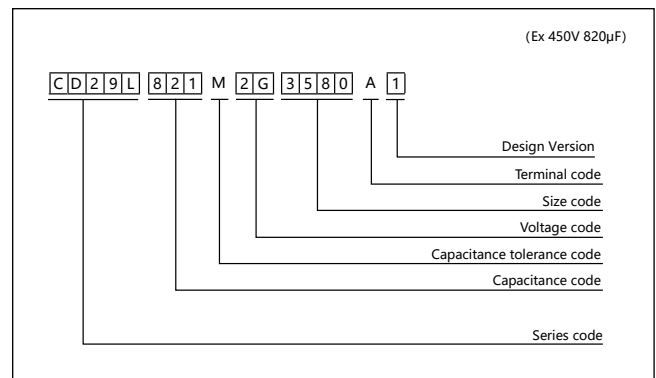 (Ex 450V 820μF)
CD29L 821 M 2G 3580 A 1
Design Version
Terminal code
Size code
Voltage code
Capacitance tolerance code
Capacitance code
Series code